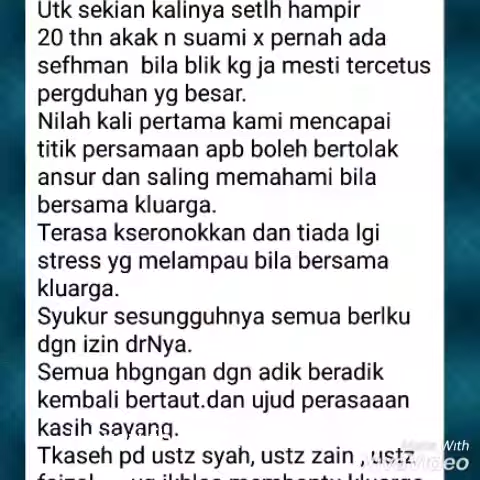 Utk sekian kalinya setlh hampir
20 thn akak n suami x pernah ada
sefhman bila blik kg ja mesti tercetus
pergduhan yg besar.
Nilah kali pertama kami mencapai
titik persamaan apb boleh bertolak
ansur dan saling memahami bila
bersama kluarga.
Terasa kseronokkan dan tiada lgi
stress yg melampau bila bersama
kluarga.
Syukur sesungguhnya semua berlku
dgn izin drNya.
Semua hbgngan dgn adik beradik
kembali bertaut.dan ujud perasaaan
kasih sayang.
Tkaseh pd ustz syah, ustz zain , ustz
Made With
VivaVideo